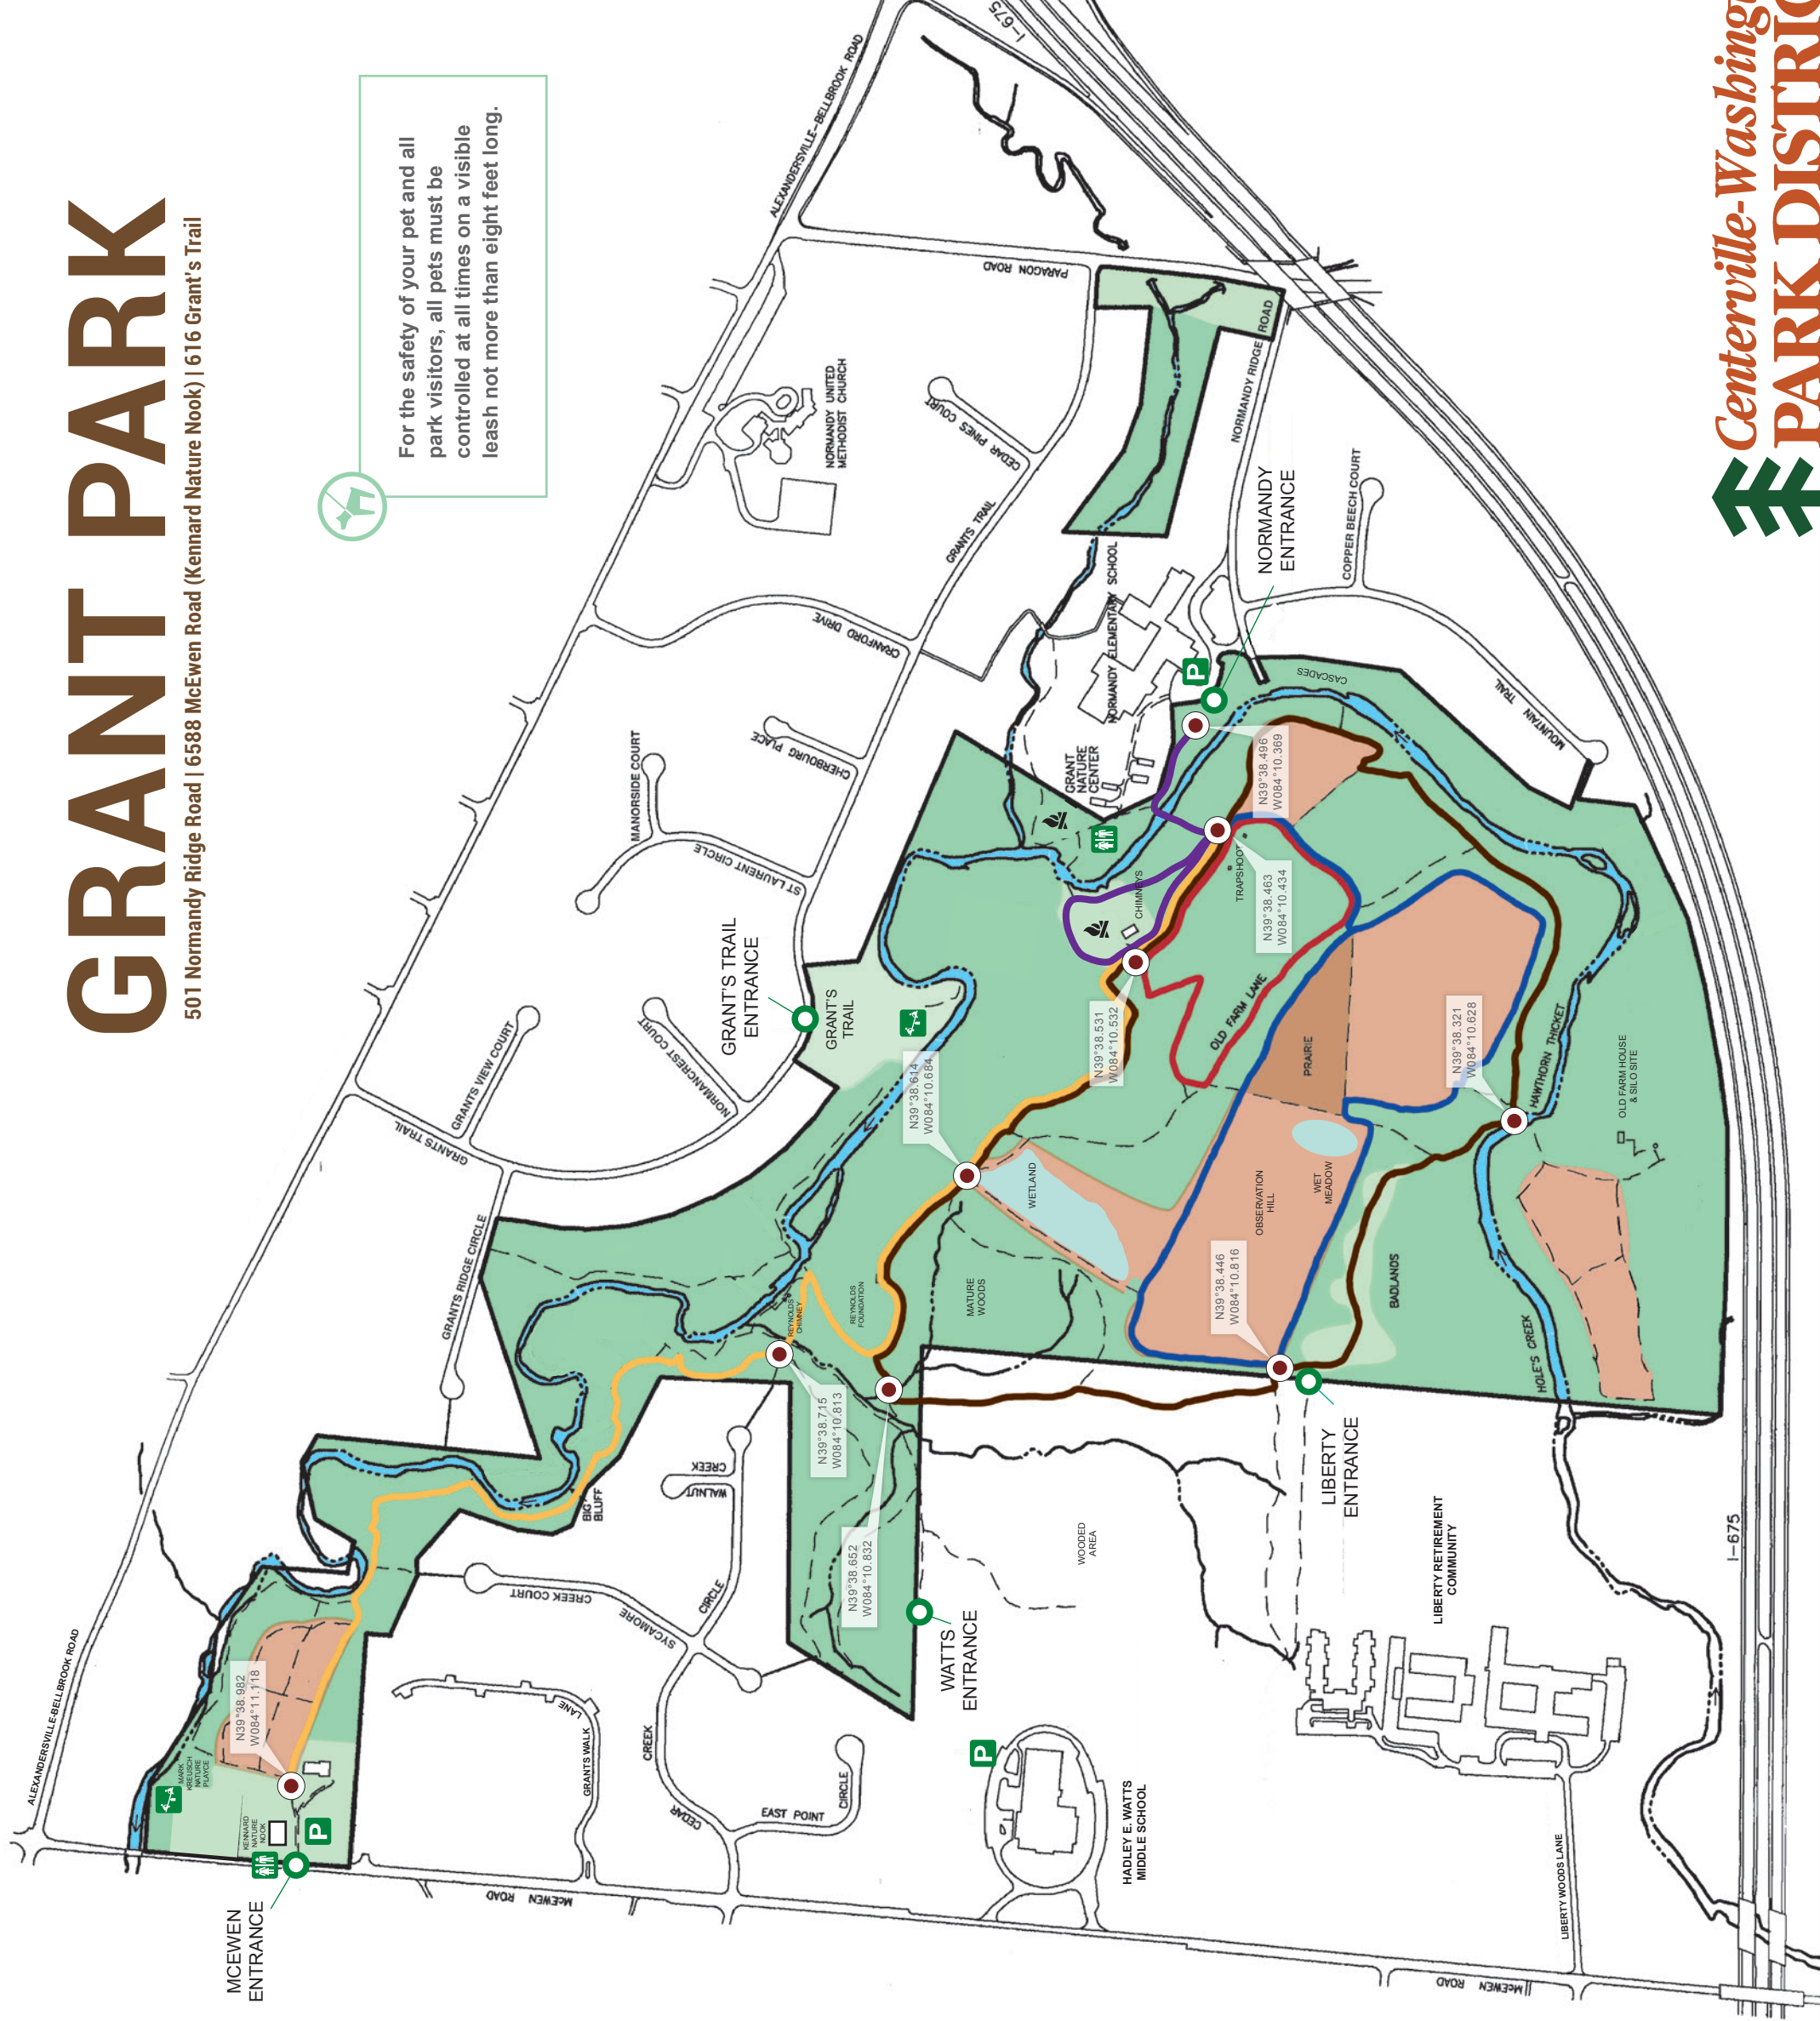 GRANT PARK
501 Normandy Ridge Road | 6588 McEwen Road (Kennard Nature Nook) | 616 Grant's Trail
For the safety of your pet and all
park visitors, all pets must be
controlled at all times on a visible
leash not more than eight feet long.
ALEXANDERSVILLE-BELLBROOK ROAD
ALEXANDERSVILLE-BELLBROOK ROAD
I-675
PARAGON ROAD
NORMANDY UNITED
METHODIST CHURCH
CEDAR PINES COURT
GRANTS TRAIL
CRANFORD DRIVE
CHERBOURG PLACE
MANORSIDE COURT
ST LAURENT CIRCLE
NORMANCREST COURT
GRANTS VIEW COURT
GRANTS TRAIL
GRANTS RIDGE CIRCLE
GRANT'S TRAIL
ENTRANCE
GRANT'S
TRAIL
NORMANDY RIDGE ROAD
NORMANDY
ENTRANCE
COPPER BEECH COURT
MOUNTAIN TRAIL
NORMANDY ELEMENTARY SCHOOL
P
GRANT
NATURE
CENTER
CASCADES
N39°38.496
W084°10.369
N39°38.463
W084°10.434
TRAPSHOOT
CHIMNEYS
N39°38.531
W084°10.532
OLD FARM LANE
PRAIRIE
N39°38.321
W084°10.628
HAWTHORN THICKET
OLD FARM HOUSE
& SILO SITE
N39°38.614
W084°10.684
WETLAND
OBSERVATION
HILL
WET
MEADOW
N39°38.446
W084°10.816
BADLANDS
HOLE'S CREEK
MATURE
WOODS
REYNOLDS
FOUNDATION
REYNOLDS
CHIMNEY
N39°38.715
W084°10.813
N39°38.652
W084°10.832
BIG
BLUFF
WALNUT
CREEK
CREEK COURT
SYCAMORE
CIRCLE
WATTS
ENTRANCE
WOODED
AREA
LIBERTY
ENTRANCE
LIBERTY RETIREMENT
COMMUNITY
I-675
N39°38.982
W084°11.118
MARK
KREUSCH
NATURE
PLAYCE
KENNARD
NATURE
NOOK
P
MCEWEN
ENTRANCE
GRANTS WALK
LANE
CREEK
CEDAR
EAST POINT
CIRCLE
P
HADLEY E. WATTS
MIDDLE SCHOOL
McEWEN ROAD
McEWEN ROAD
LIBERTY WOODS LANE
PARK